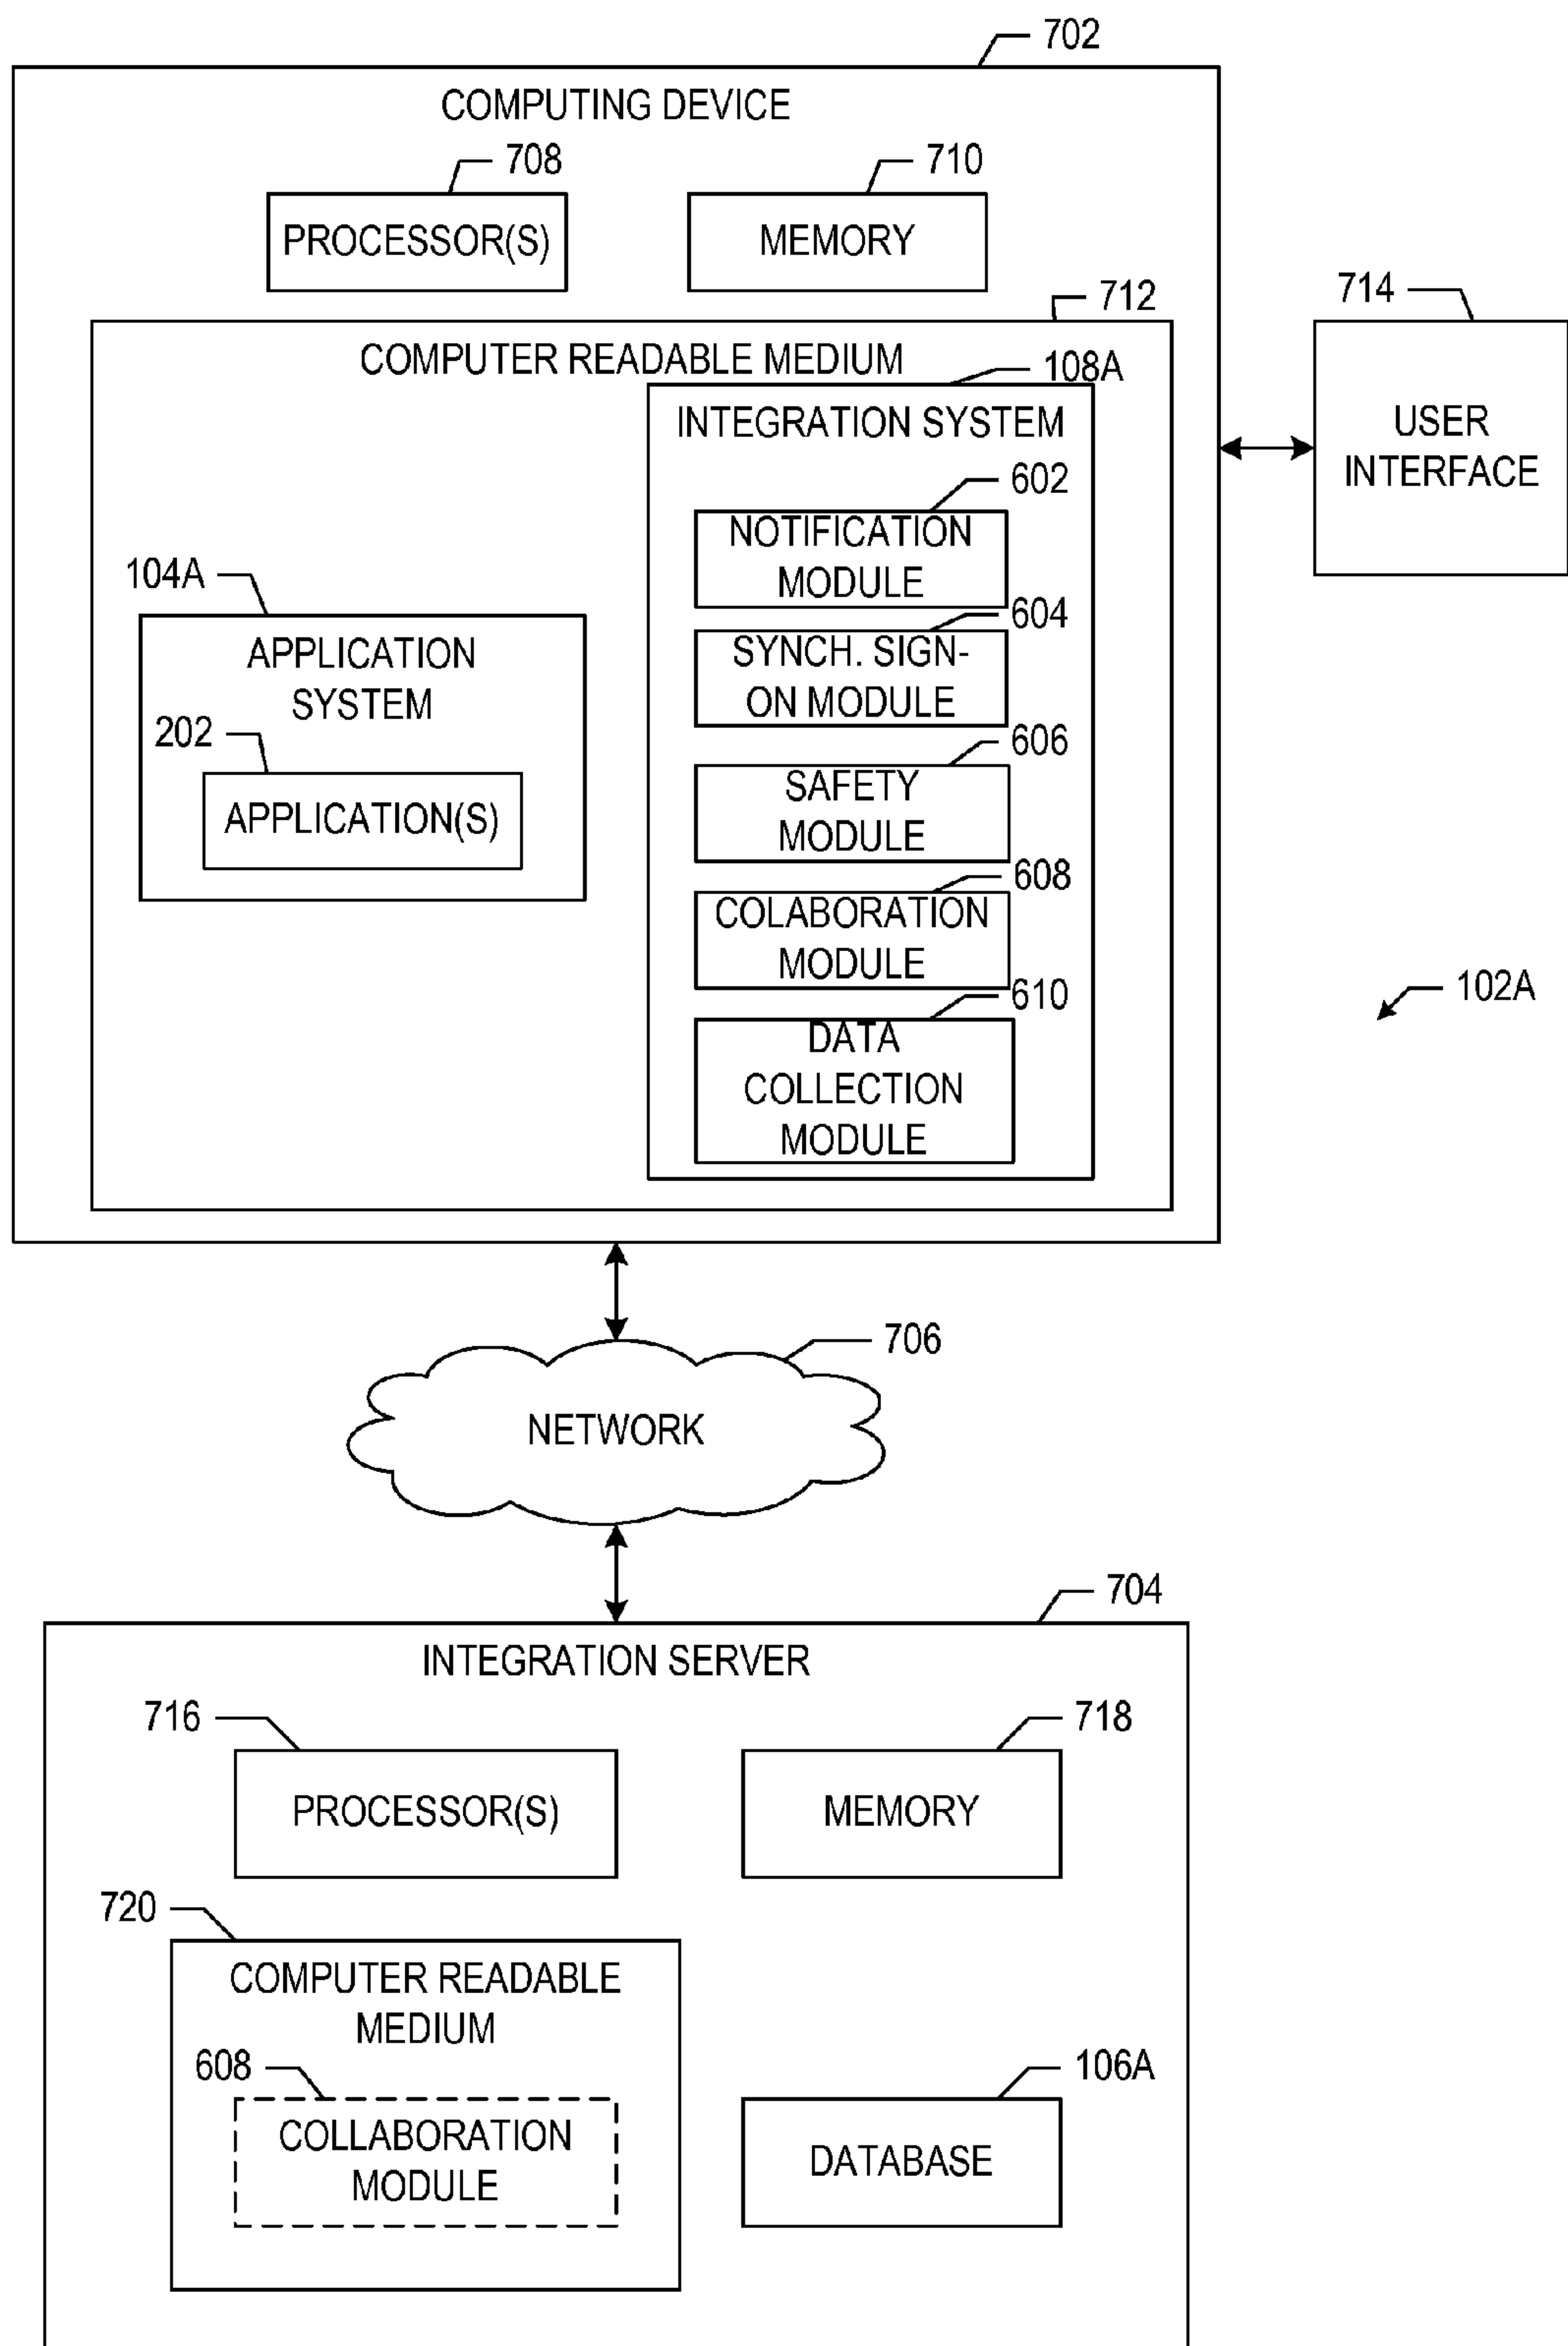 702
COMPUTING DEVICE
708
710
PROCESSOR(S)
MEMORY
712
714
COMPUTER READABLE MEDIUM
108A
INTEGRATION SYSTEM
USER
INTERFACE
602
NOTIFICATION
MODULE
104A
604
APPLICATION
SYSTEM
SYNCH. SIGN-
ON MODULE
202
606
APPLICATION(S)
SAFETY
MODULE
608
COLABORATION
MODULE
610
102A
DATA
COLLECTION
MODULE
706
NETWORK
704
INTEGRATION SERVER
716
718
PROCESSOR(S)
MEMORY
720
COMPUTER READABLE
MEDIUM
608
106A
COLLABORATION
MODULE
DATABASE